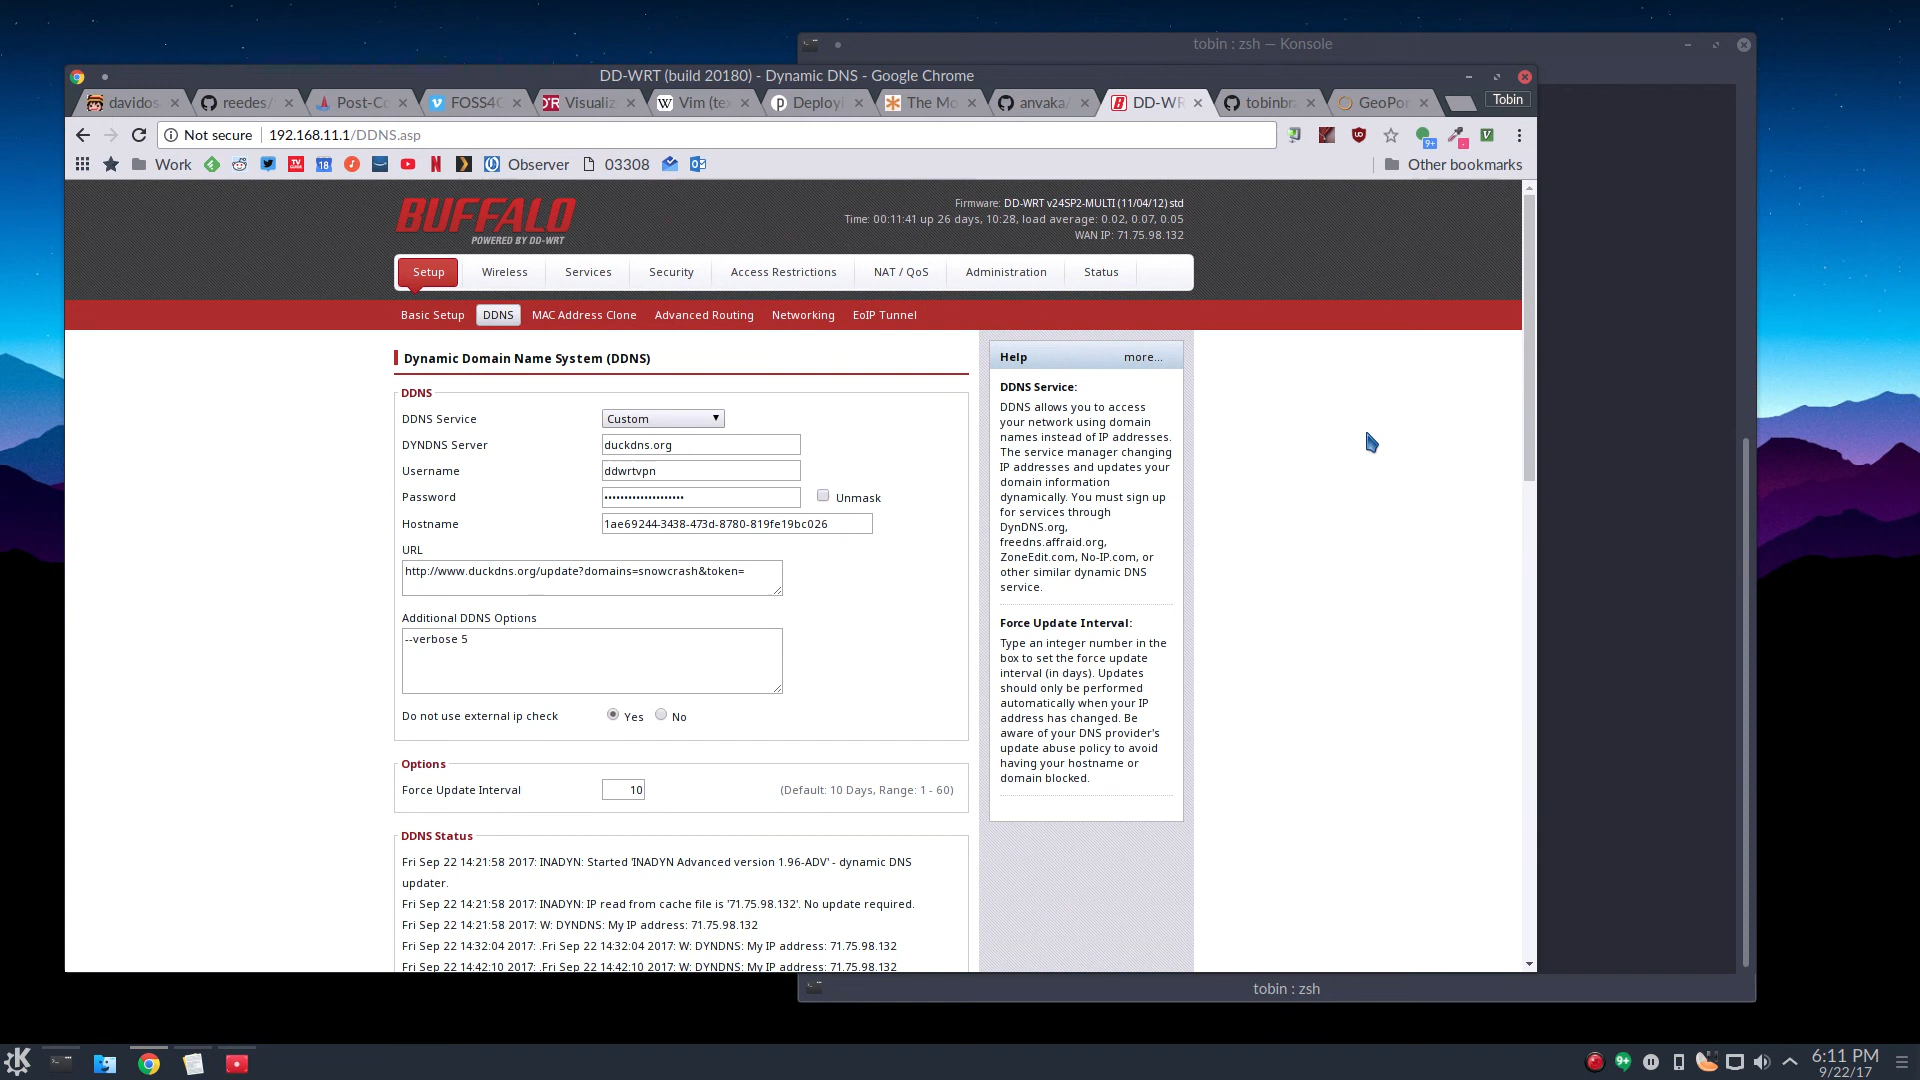 tobin : zsh — Konsole
DD-WRT (build 20180) - Dynamic DNS - Google Chrome
davidos
reedes/
Post-Co
FOSS4G
Visualiz
Vim (tex
Deployi
The Mo
anvaka/
DD-WR
tobinbra
GeoPor
Tobin
Not secure
192.168.11.1/DDNS.asp
Work
Observer
03308
Other bookmarks
BUFFALO
POWERED BY DD-WRT
Firmware: DD-WRT v24SP2-MULTI (11/04/12) std
Time: 00:11:41 up 26 days, 10:28, load average: 0.02, 0.07, 0.05
WAN IP: 71.75.98.132
Setup Wireless Services Security Access Restrictions NAT / QoS Administration Status
Basic Setup DDNS MAC Address Clone Advanced Routing Networking EoIP Tunnel
Dynamic Domain Name System (DDNS)
DDNS
DDNS Service Custom
DYNDNS Server duckdns.org
Username ddwrtvpn
Password •••••••••••••••••••• Unmask
Hostname 1ae69244-3438-473d-8780-819fe19bc026
URL
http://www.duckdns.org/update?domains=snowcrash&token=
Additional DDNS Options
--verbose 5
Do not use external ip check Yes No
Options
Force Update Interval 10 (Default: 10 Days, Range: 1 - 60)
DDNS Status
Fri Sep 22 14:21:58 2017: INADYN: Started 'INADYN Advanced version 1.96-ADV' - dynamic DNS
updater.
Fri Sep 22 14:21:58 2017: INADYN: IP read from cache file is '71.75.98.132'. No update required.
Fri Sep 22 14:21:58 2017: W: DYNDNS: My IP address: 71.75.98.132
Fri Sep 22 14:32:04 2017: .Fri Sep 22 14:32:04 2017: W: DYNDNS: My IP address: 71.75.98.132
Fri Sep 22 14:42:10 2017: .Fri Sep 22 14:42:10 2017: W: DYNDNS: My IP address: 71.75.98.132
Help more...
DDNS Service:
DDNS allows you to access
your network using domain
names instead of IP addresses.
The service manager changing
IP addresses and updates your
domain information
dynamically. You must sign up
for services through
DynDNS.org,
freedns.affraid.org,
ZoneEdit.com, No-IP.com, or
other similar dynamic DNS
service.
Force Update Interval:
Type an integer number in the
box to set the force update
interval (in days). Updates
should only be performed
automatically when your IP
address has changed. Be
aware of your DNS provider's
update abuse policy to avoid
having your hostname or
domain blocked.
tobin : zsh
6:11 PM
9/22/17